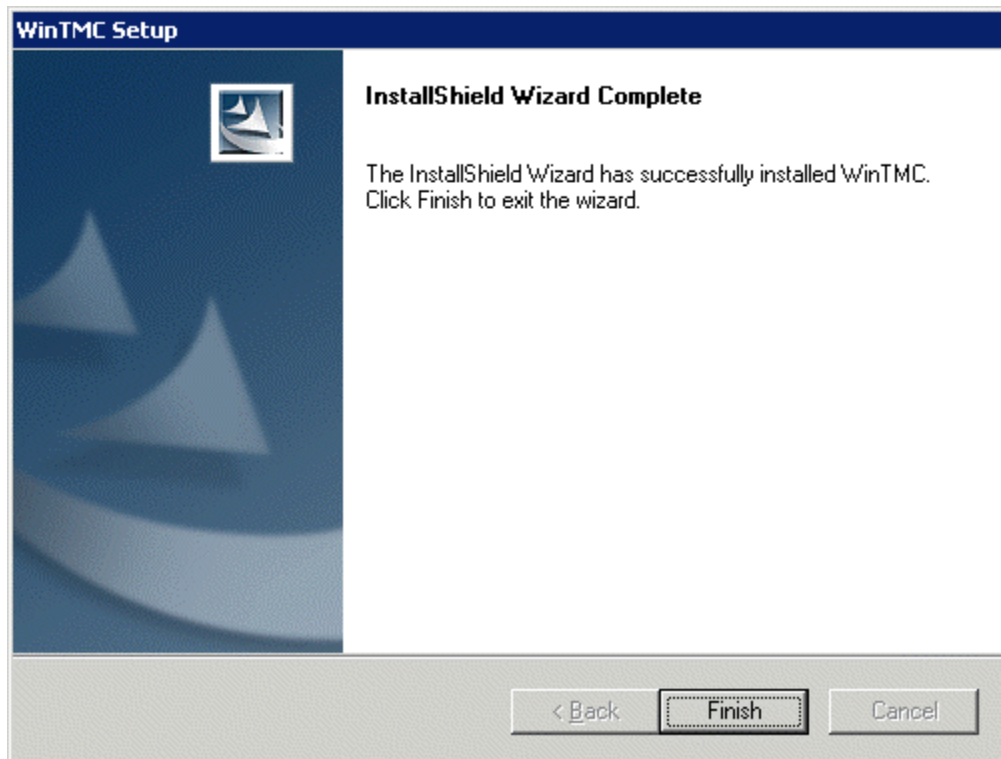 WinTMC Setup
InstallShield Wizard Complete
The InstallShield Wizard has successfully installed WinTMC.
Click Finish to exit the wizard.
< Back
Finish
Cancel